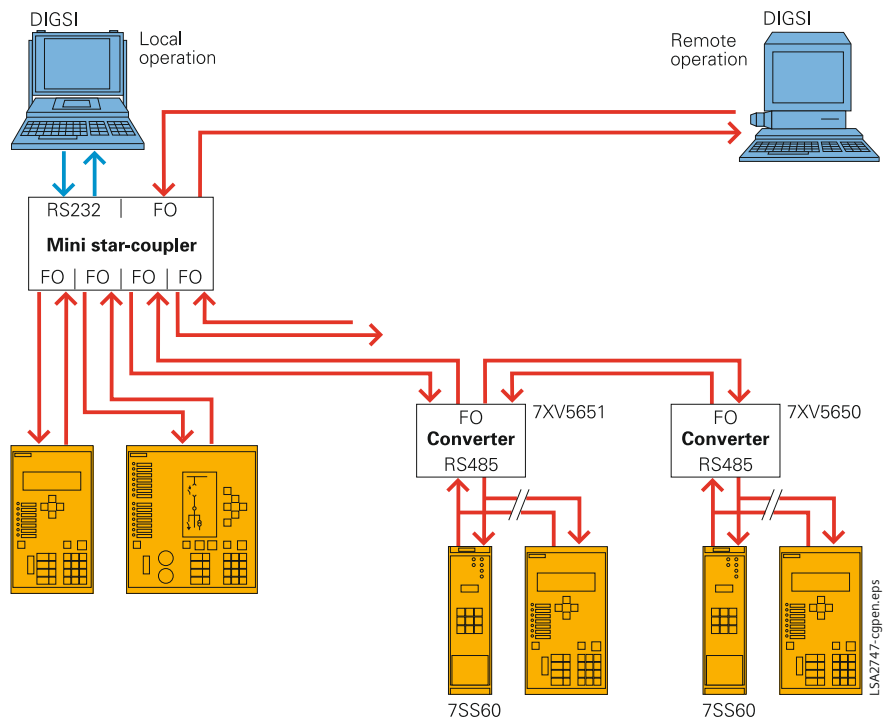 DIGSI
Local
operation
DIGSI
Remote
operation
RS232 | FO
Mini star-coupler
FO | FO | FO | FO
FO
Converter
RS485
7XV5651
FO
Converter
RS485
7XV5650
7SS60
7SS60
LSA2747-cgpen.eps